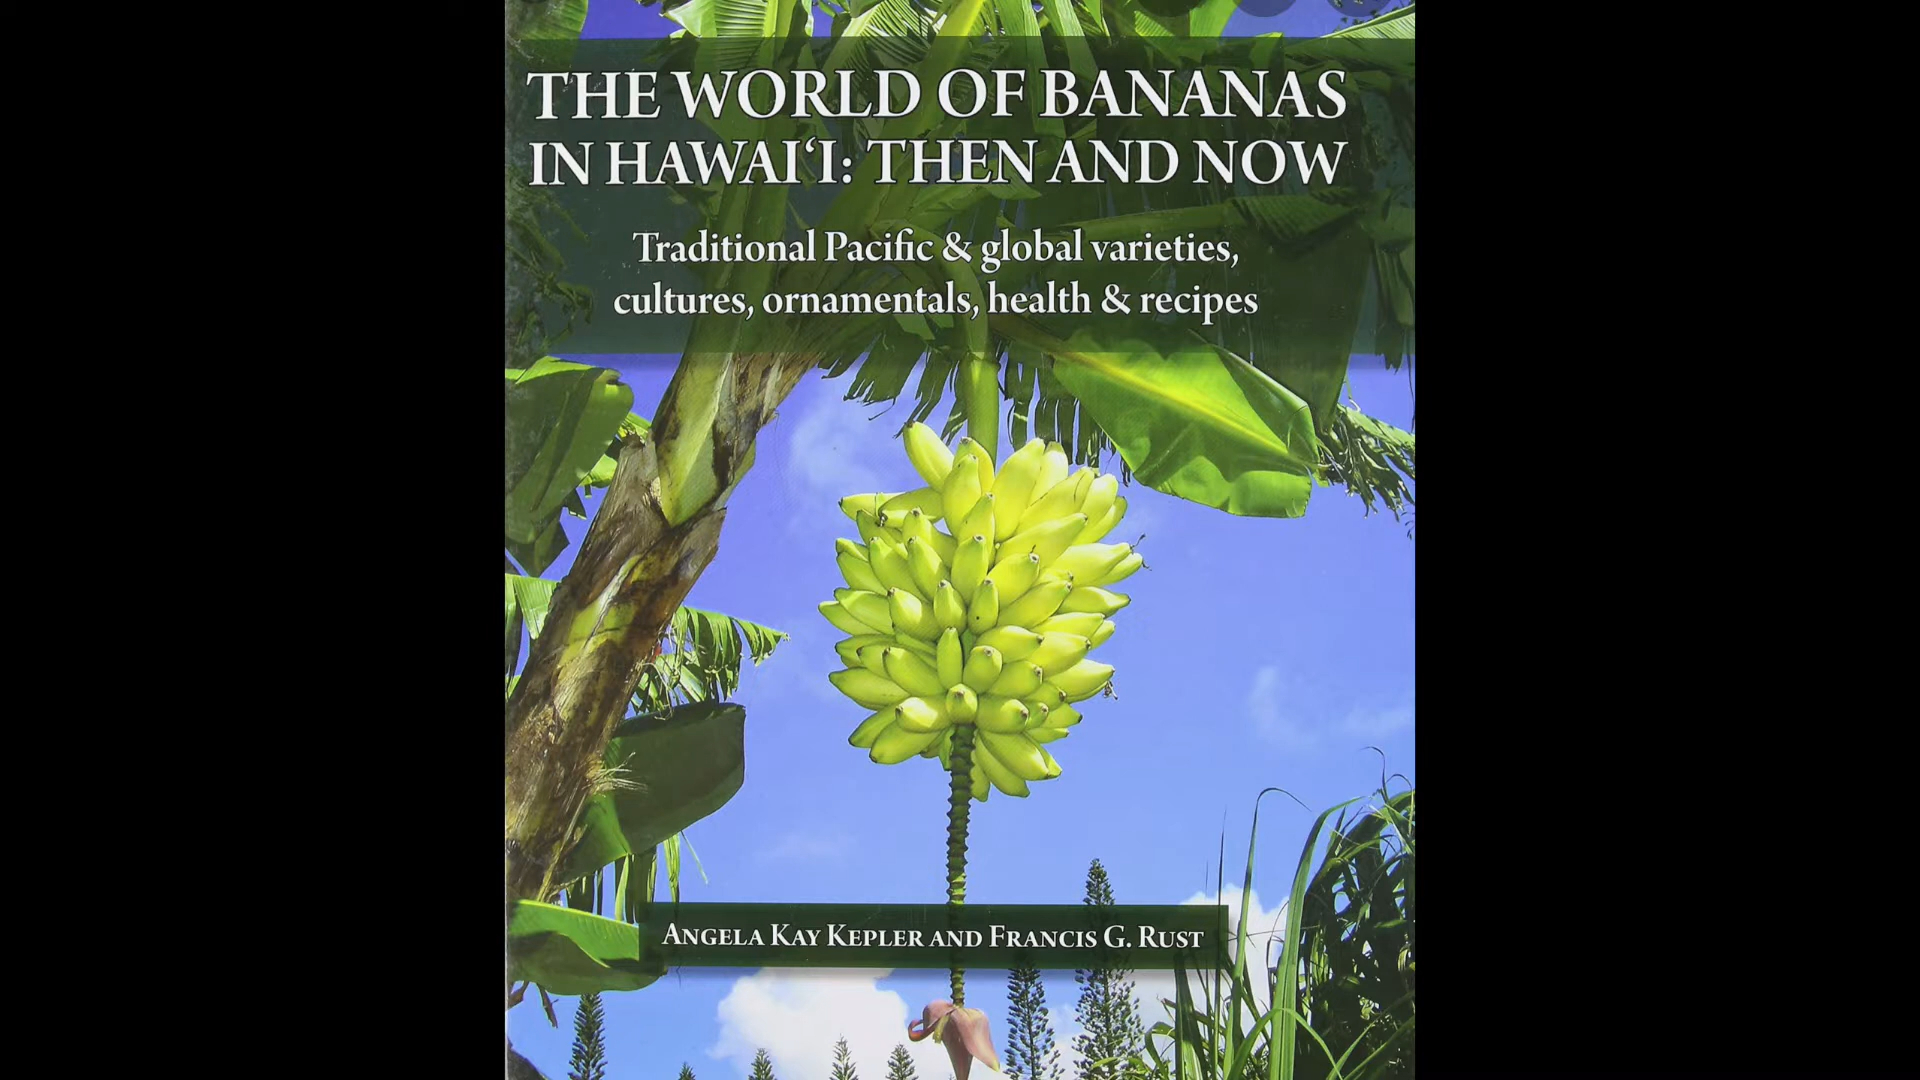 THE WORLD OF BANANAS
IN HAWAI‘I: THEN AND NOW
Traditional Pacific & global varieties,
cultures, ornamentals, health & recipes
ANGELA KAY KEPLER AND FRANCIS G. RUST